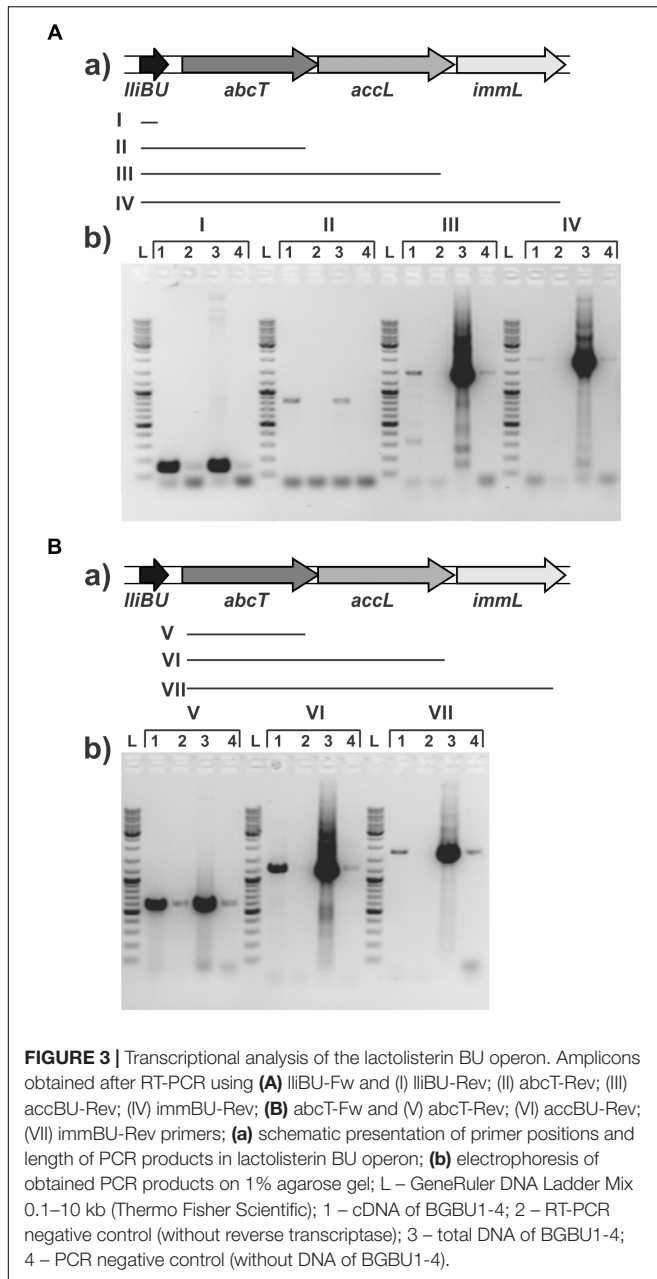 A
a)
lliBU abcT accL immL
I
II
III
IV
I II III IV
b)
L 1 2 3 4 L 1 2 3 4 L 1 2 3 4 L 1 2 3 4
B
a)
lliBU abcT accL immL
V
VI
VII
V VI VII
b)
L 1 2 3 4 L 1 2 3 4 L 1 2 3 4
FIGURE 3 | Transcriptional analysis of the lactolisterin BU operon. Amplicons
obtained after RT-PCR using (A) lliBU-Fw and (I) lliBU-Rev; (II) abcT-Rev; (III)
accBU-Rev; (IV) immBU-Rev; (B) abcT-Fw and (V) abcT-Rev; (VI) accBU-Rev;
(VII) immBU-Rev primers; (a) schematic presentation of primer positions and
length of PCR products in lactolisterin BU operon; (b) electrophoresis of
obtained PCR products on 1% agarose gel; L – GeneRuler DNA Ladder Mix
0.1–10 kb (Thermo Fisher Scientific); 1 – cDNA of BGBU1-4; 2 – RT-PCR
negative control (without reverse transcriptase); 3 – total DNA of BGBU1-4;
4 – PCR negative control (without DNA of BGBU1-4).